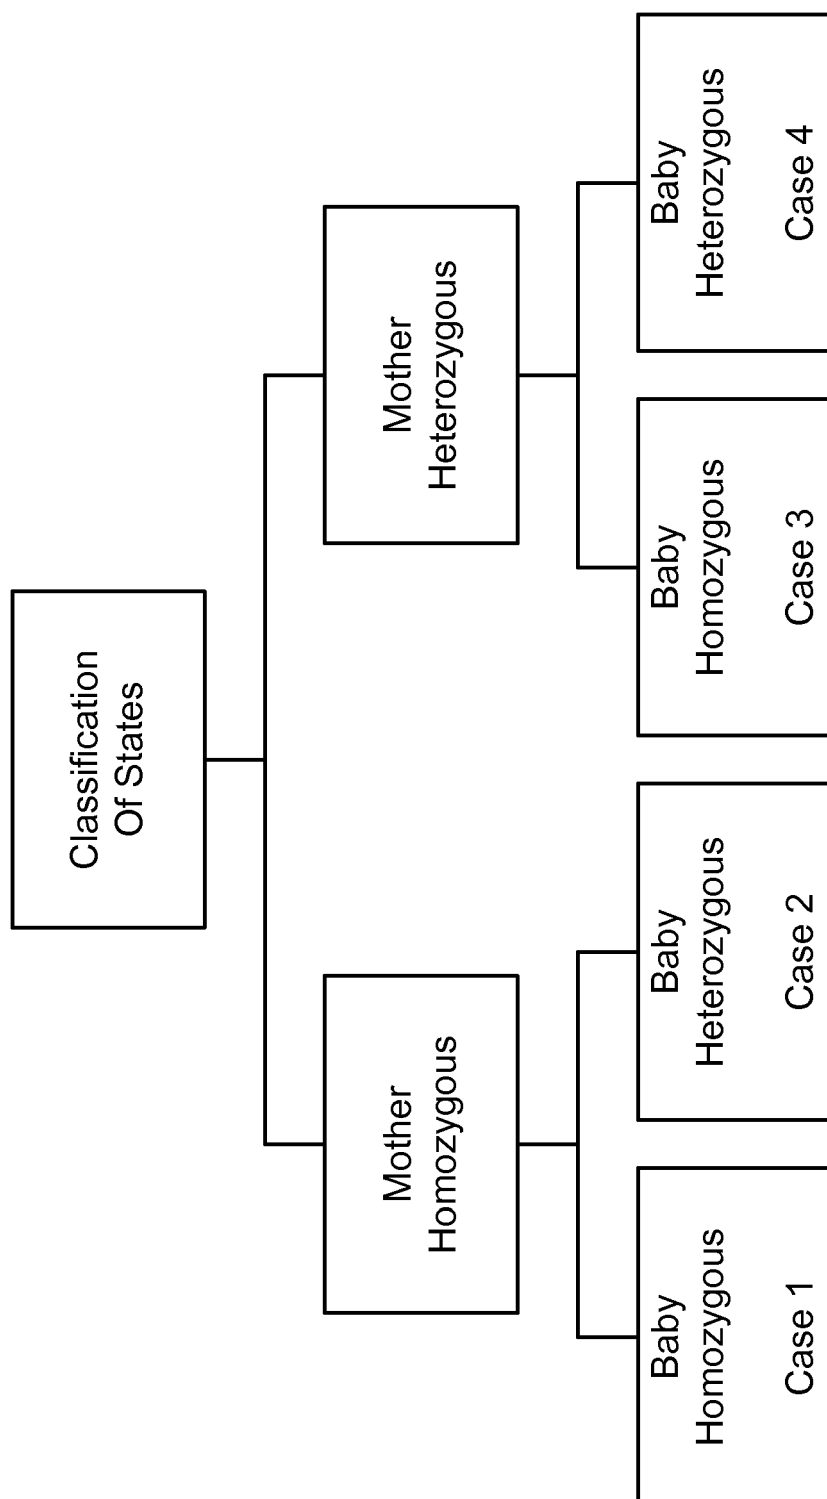 Classification
Of States
Mother
Homozygous
Mother
Heterozygous
Baby
Homozygous
Case 1
Baby
Heterozygous
Case 2
Baby
Homozygous
Case 3
Baby
Heterozygous
Case 4